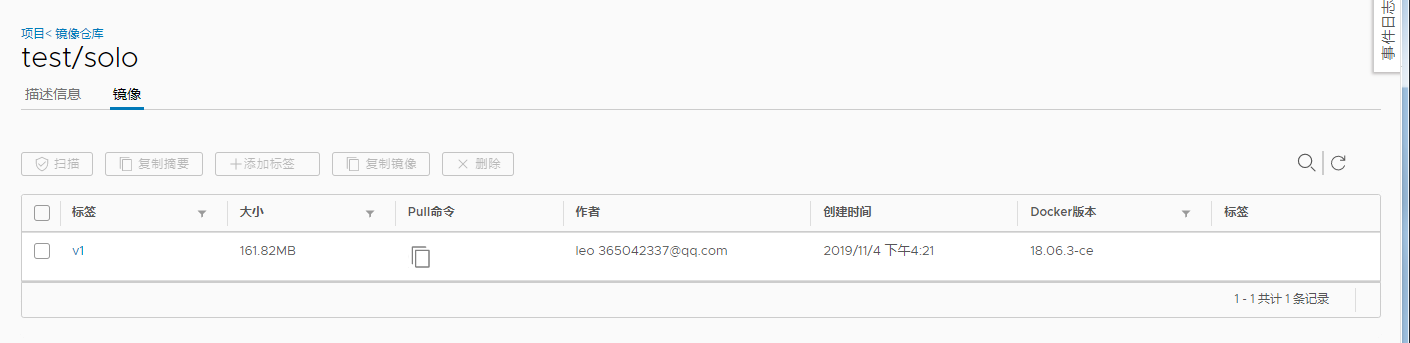 事件日志
项目< 镜像仓库
test/solo
描述信息 镜像
扫描 复制摘要 +添加标签 复制镜像 × 删除
标签 大小 Pull命令 作者 创建时间 Docker版本 标签
v1 161.82MB leo 365042337@qq.com 2019/11/4 下午4:21 18.06.3-ce
1 - 1 共计 1 条记录